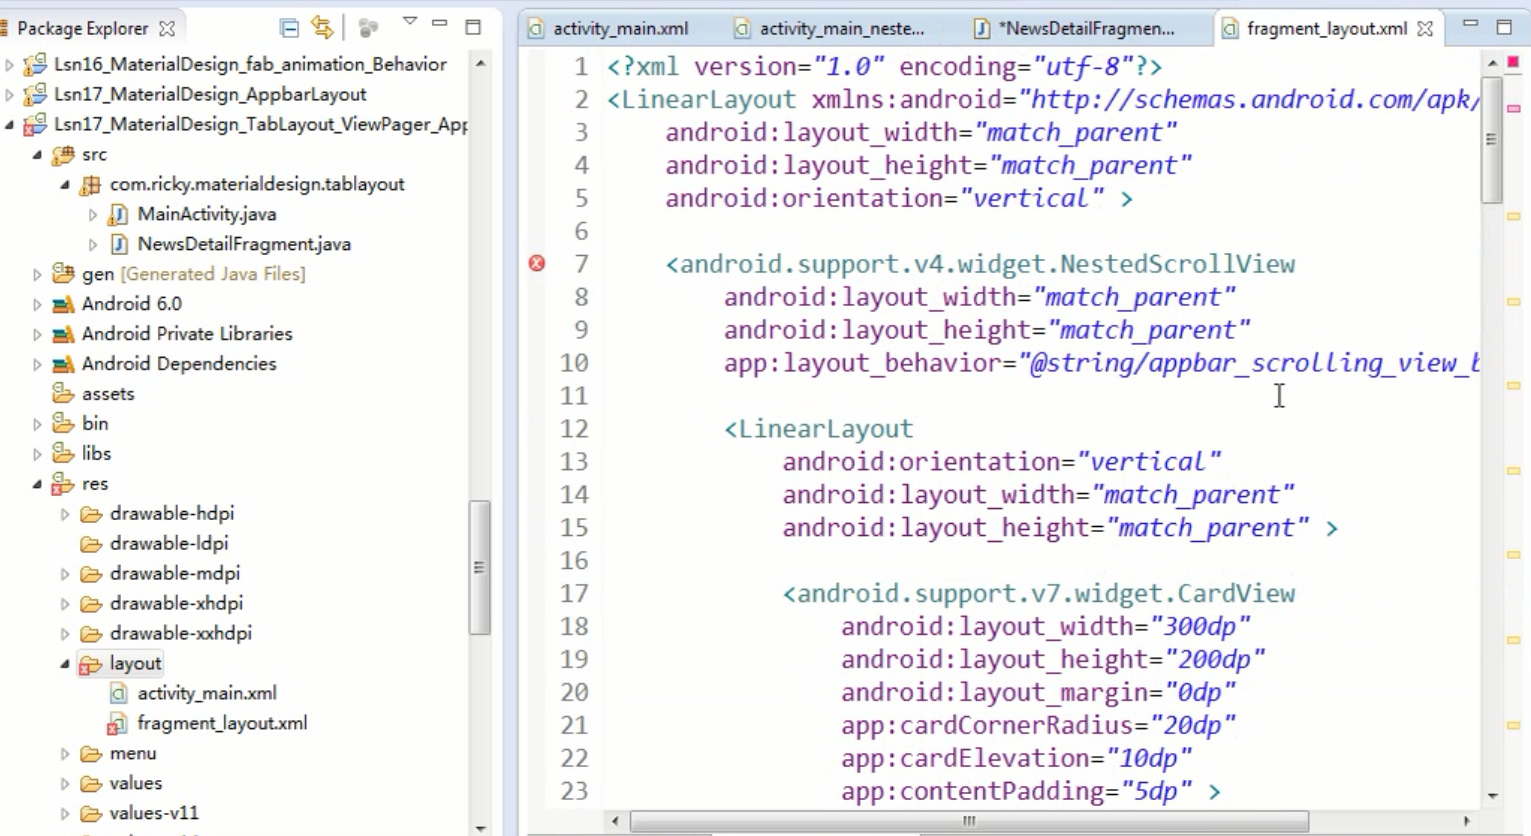 Package Explorer
Lsn16_MaterialDesign_fab_animation_Behavior
Lsn17_MaterialDesign_AppbarLayout
Lsn17_MaterialDesign_TabLayout_ViewPager_App
src
com.ricky.materialdesign.tablayout
MainActivity.java
NewsDetailFragment.java
gen [Generated Java Files]
Android 6.0
Android Private Libraries
Android Dependencies
assets
bin
libs
res
drawable-hdpi
drawable-ldpi
drawable-mdpi
drawable-xhdpi
drawable-xxhdpi
layout
activity_main.xml
fragment_layout.xml
menu
values
values-v11
activity_main.xml activity_main_neste... *NewsDetailFragmen... fragment_layout.xml
1 <?xml version="1.0" encoding="utf-8"?>
2 <LinearLayout xmlns:android="http://schemas.android.com/apk/
3 android:layout_width="match_parent"
4 android:layout_height="match_parent"
5 android:orientation="vertical" >
6
7 <android.support.v4.widget.NestedScrollView
8 android:layout_width="match_parent"
9 android:layout_height="match_parent"
10 app:layout_behavior="@string/appbar_scrolling_view_b
11
12 <LinearLayout
13 android:orientation="vertical"
14 android:layout_width="match_parent"
15 android:layout_height="match_parent" >
16
17 <android.support.v7.widget.CardView
18 android:layout_width="300dp"
19 android:layout_height="200dp"
20 android:layout_margin="0dp"
21 app:cardCornerRadius="20dp"
22 app:cardElevation="10dp"
23 app:contentPadding="5dp" >